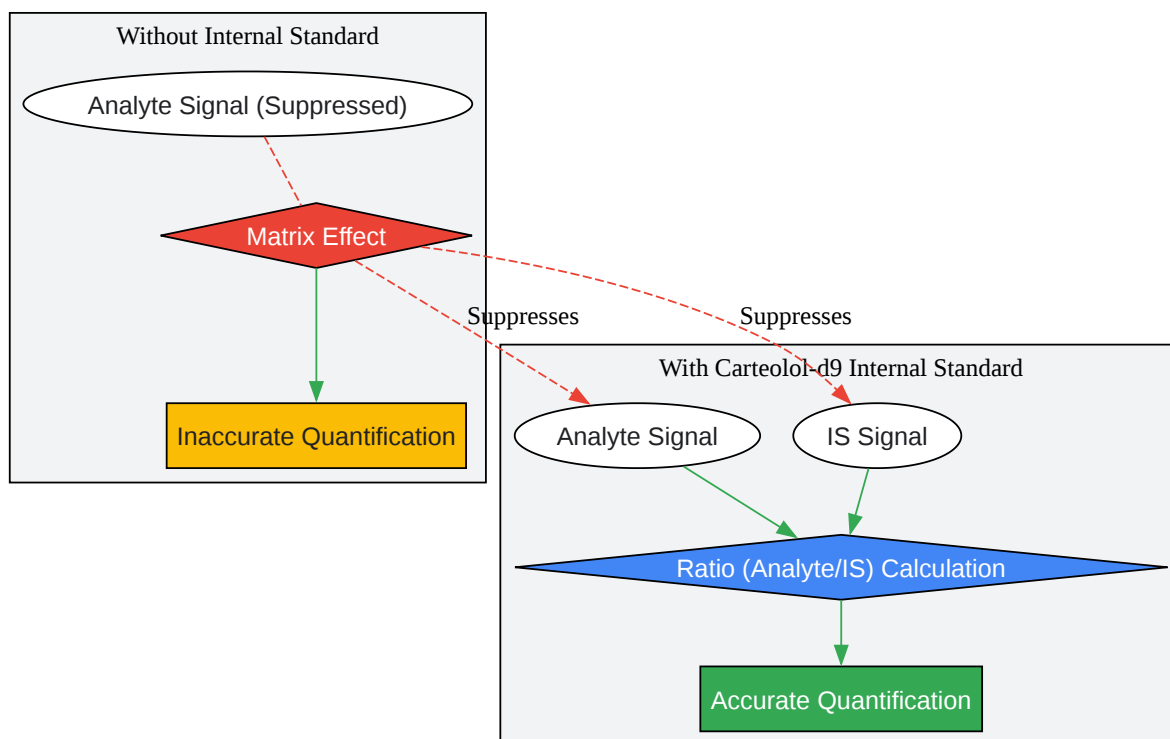 Without Internal Standard
Analyte Signal (Suppressed)
Matrix Effect
Suppresses
Suppresses
Inaccurate Quantification
With Carteolol-d9 Internal Standard
Analyte Signal
IS Signal
Ratio (Analyte/IS) Calculation
Accurate Quantification